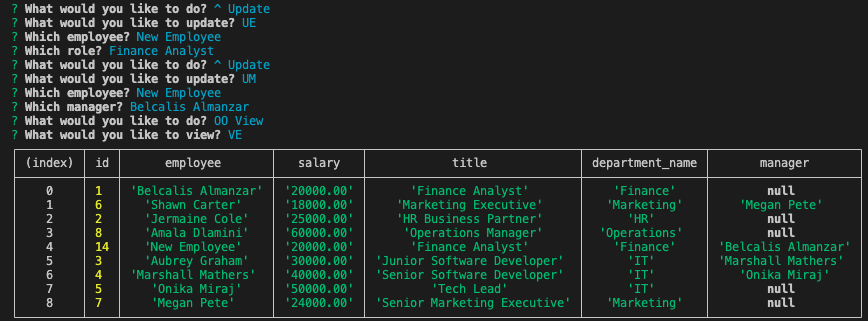 ? What would you like to do? ^ Update
? What would you like to update? UE
? Which employee? New Employee
? Which role? Finance Analyst
? What would you like to do? ^ Update
? What would you like to update? UM
? Which employee? New Employee
? Which manager? Belcalis Almanzar
? What would you like to do? OO View
? What would you like to view? VE
(index) id employee salary title department_name manager
0 1 'Belcalis Almanzar' '20000.00' 'Finance Analyst' 'Finance' null
1 6 'Shawn Carter' '18000.00' 'Marketing Executive' 'Marketing' 'Megan Pete'
2 2 'Jermaine Cole' '25000.00' 'HR Business Partner' 'HR' null
3 8 'Amala Dlamini' '60000.00' 'Operations Manager' 'Operations' null
4 14 'New Employee' '20000.00' 'Finance Analyst' 'Finance' 'Belcalis Almanzar'
5 3 'Aubrey Graham' '30000.00' 'Junior Software Developer' 'IT' 'Marshall Mathers'
6 4 'Marshall Mathers' '40000.00' 'Senior Software Developer' 'IT' 'Onika Miraj'
7 5 'Onika Miraj' '50000.00' 'Tech Lead' 'IT' null
8 7 'Megan Pete' '24000.00' 'Senior Marketing Executive' 'Marketing' null